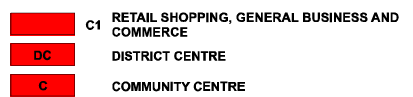 C1 RETAIL SHOPPING, GENERAL BUSINESS AND
COMMERCE
DC DISTRICT CENTRE
C COMMUNITY CENTRE